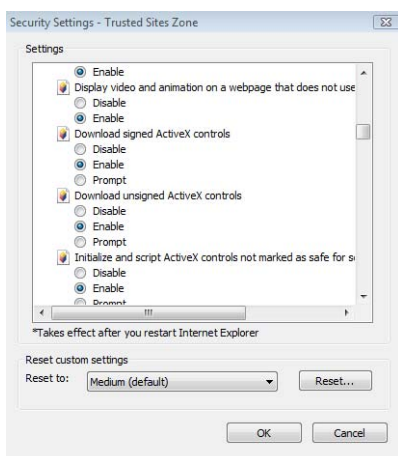 Security Settings - Trusted Sites Zone
Settings
Enable
Display video and animation on a webpage that does not use
Disable
Enable
Download signed ActiveX controls
Disable
Enable
Prompt
Download unsigned ActiveX controls
Disable
Enable
Prompt
Initialize and script ActiveX controls not marked as safe for
Disable
Enable
Prompt
*Takes effect after you restart Internet Explorer
Reset custom settings
Reset to: Medium (default) Reset...
OK Cancel